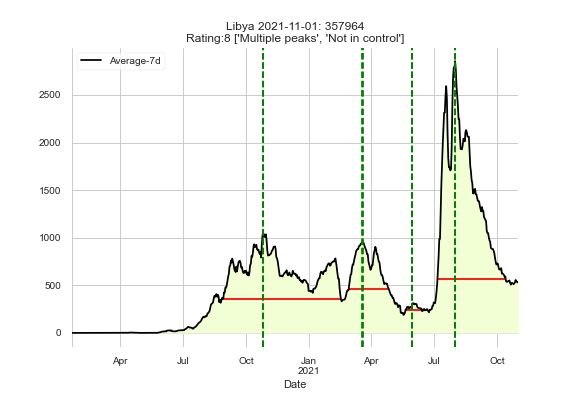 Libya 2021-11-01: 357964
Rating:8 ['Multiple peaks', 'Not in control']
Average-7d
2500
2000
1500
1000
500
0
Apr Jul Oct Jan Apr Jul Oct
2021
Date